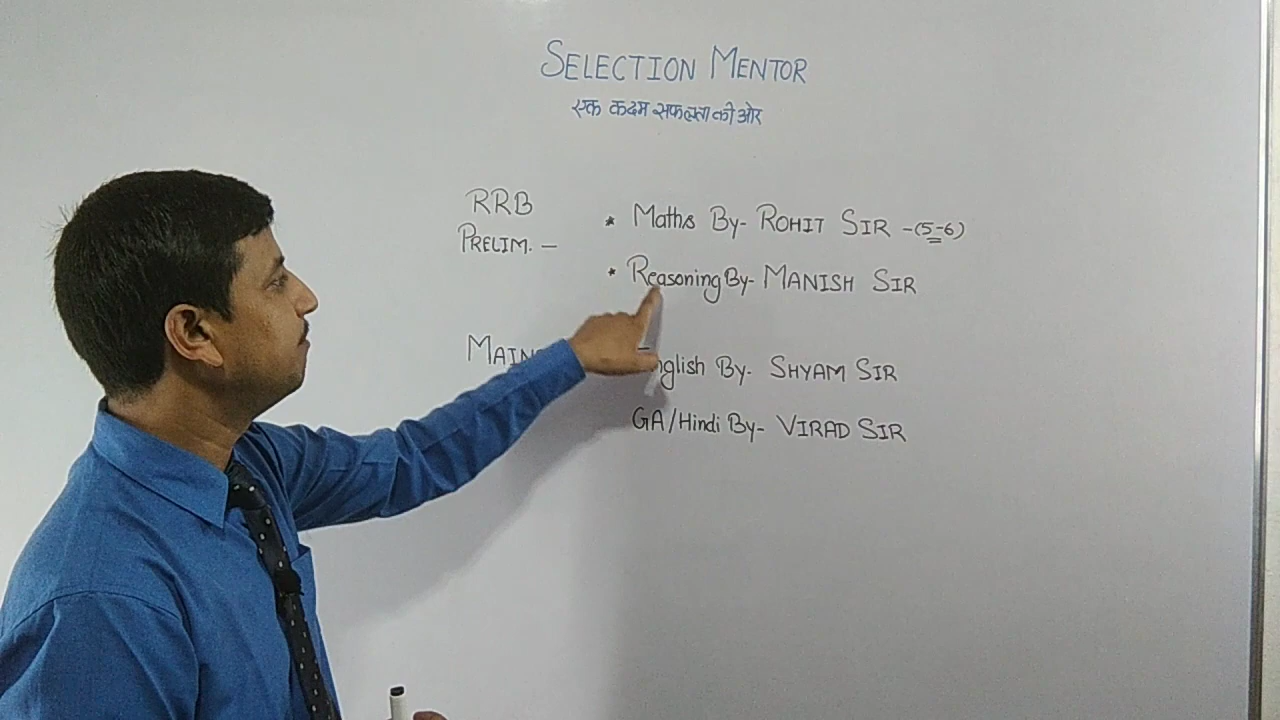 SELECTION MENTOR
एक कदम सफलता की ओर
RRB
PRELIM. –
* Maths By- ROHIT SIR -(5-6)
* Reasoning By- MANISH SIR
English By- SHYAM SIR
GA/Hindi By- VIRAD SIR